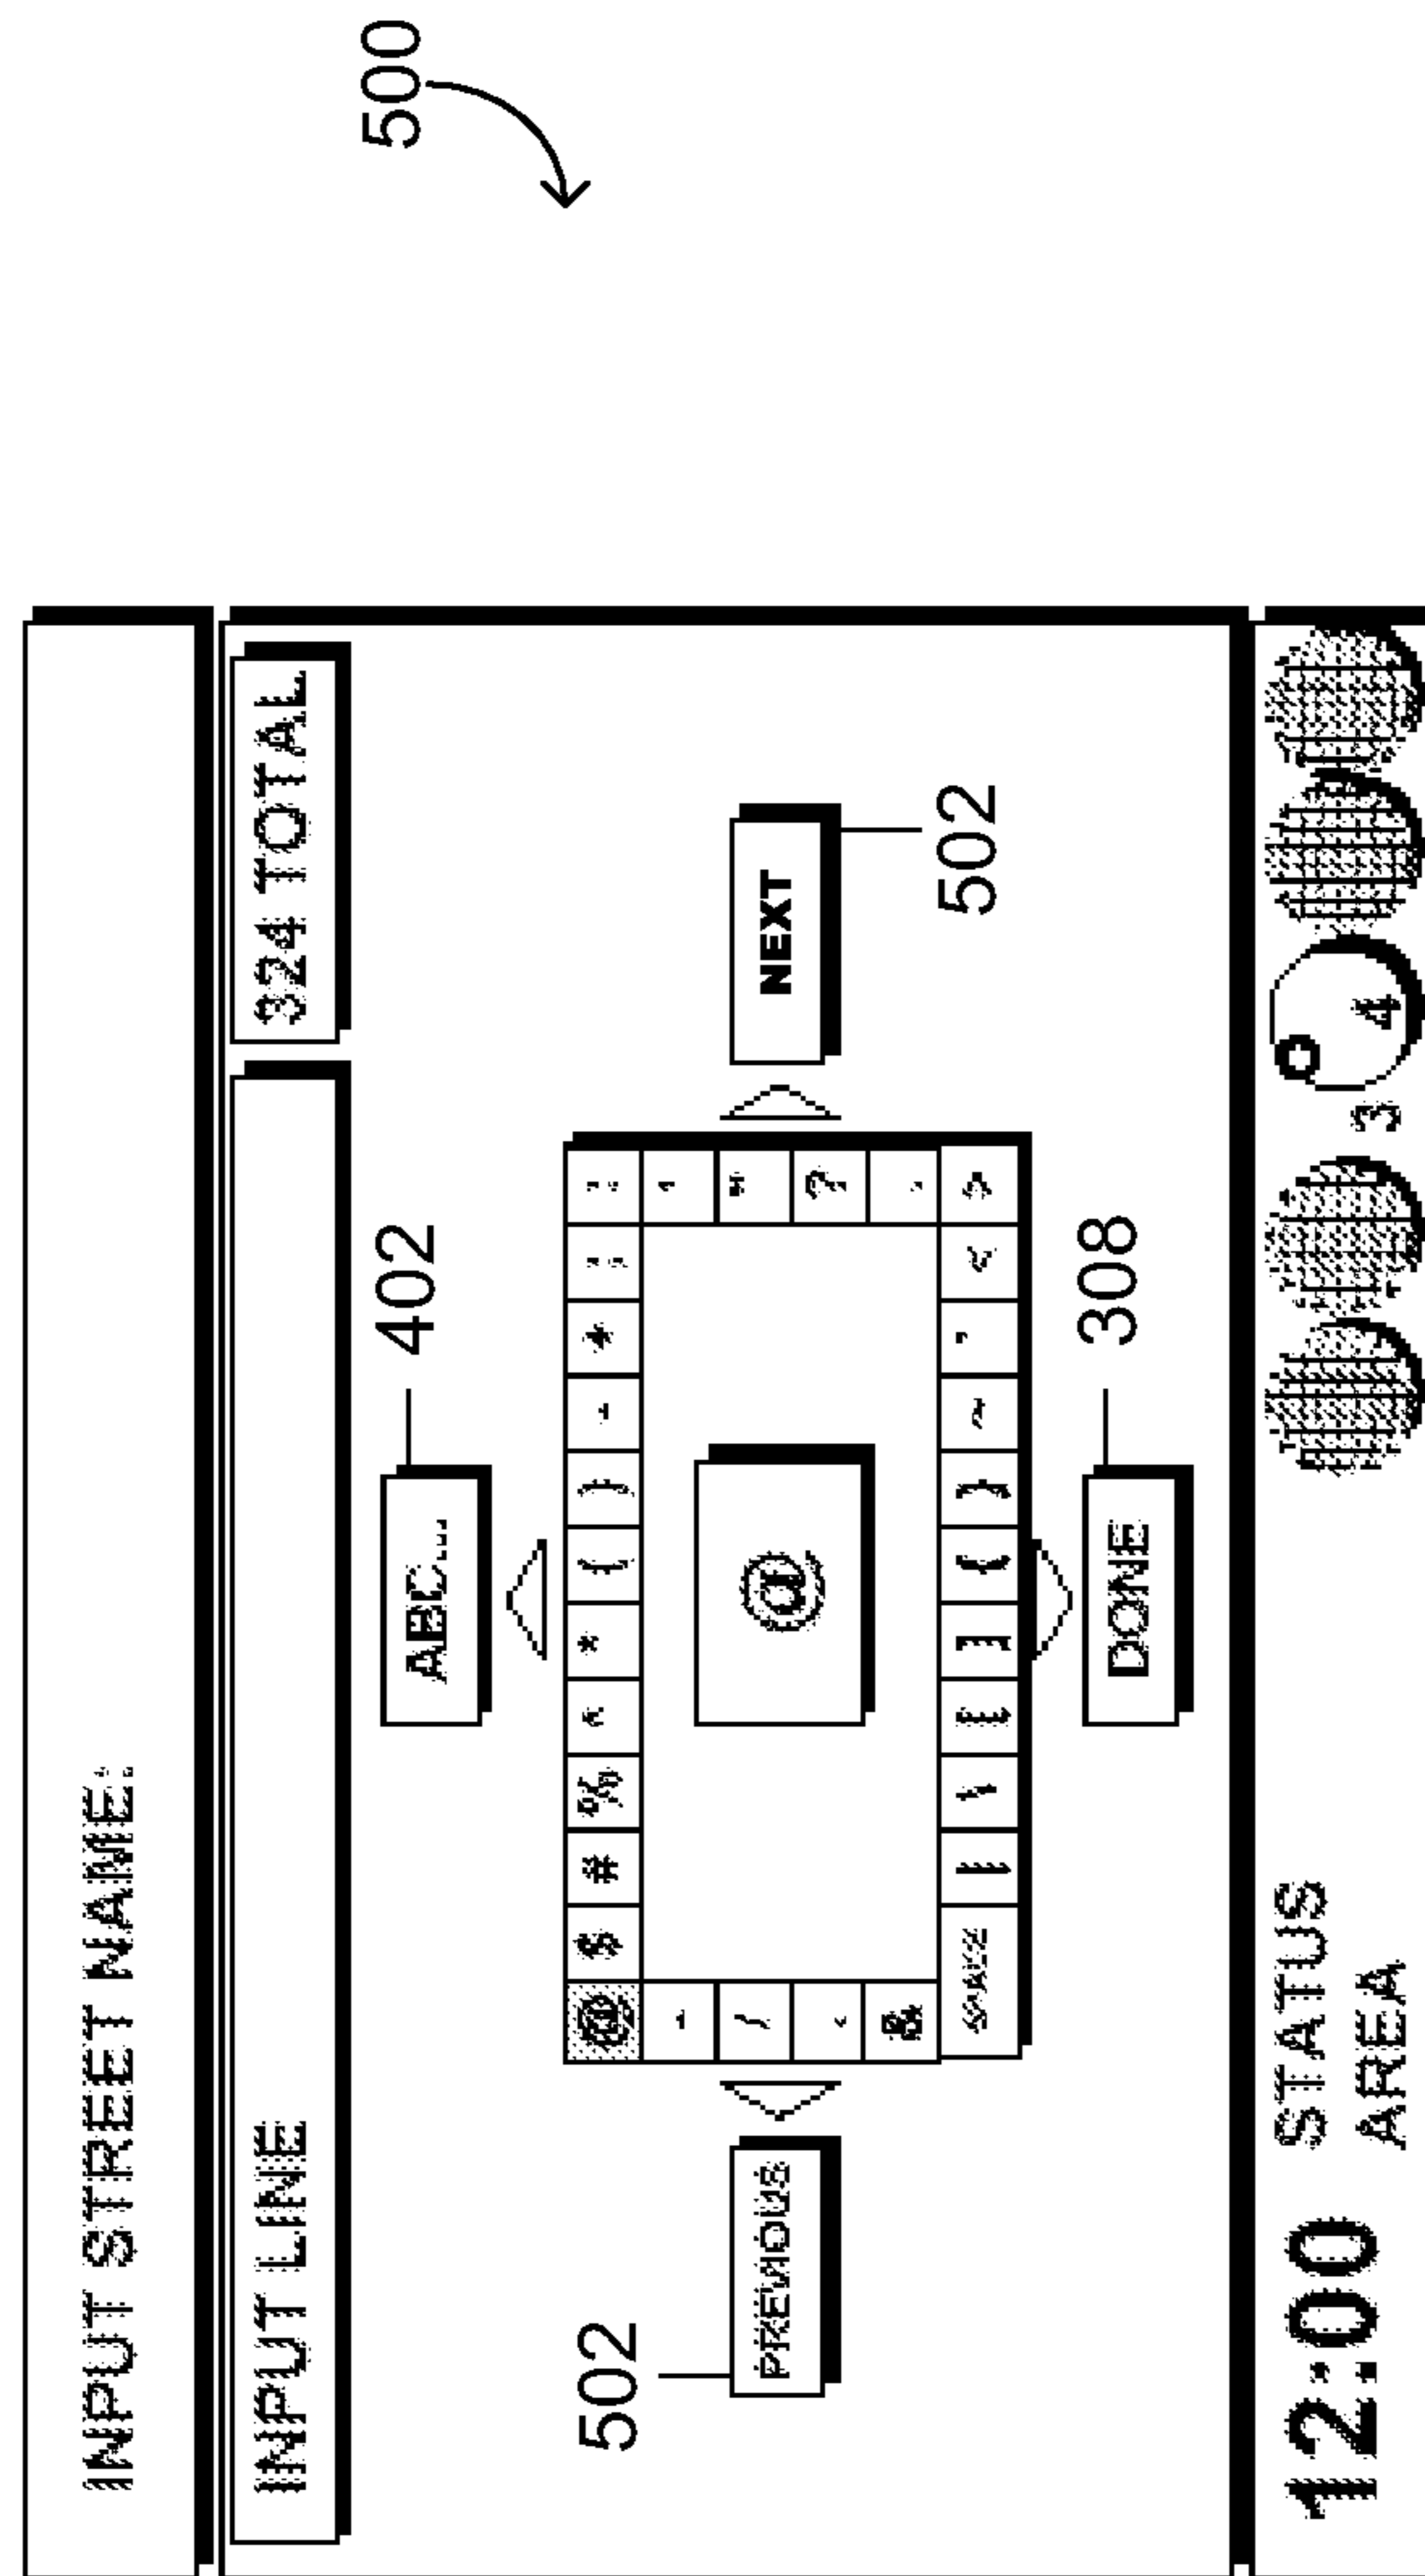 500
INPUT STREET NAME:
INPUT LINE 324 TOTAL
ABC... 402
@ $ # % ^ * ( ) - + ; :
502 PREVIOUS @ NEXT 502
/ " ?
&
SPACE | \ [ ] { } ~ ' < >
DONE 308
12:00 STATUS AREA 3 4